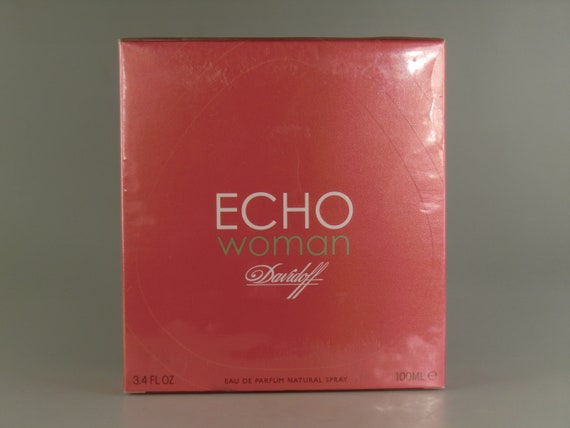 ECHO
woman
Davidoff
3.4 FL OZ EAU DE PARFUM NATURAL SPRAY 100ML ℮